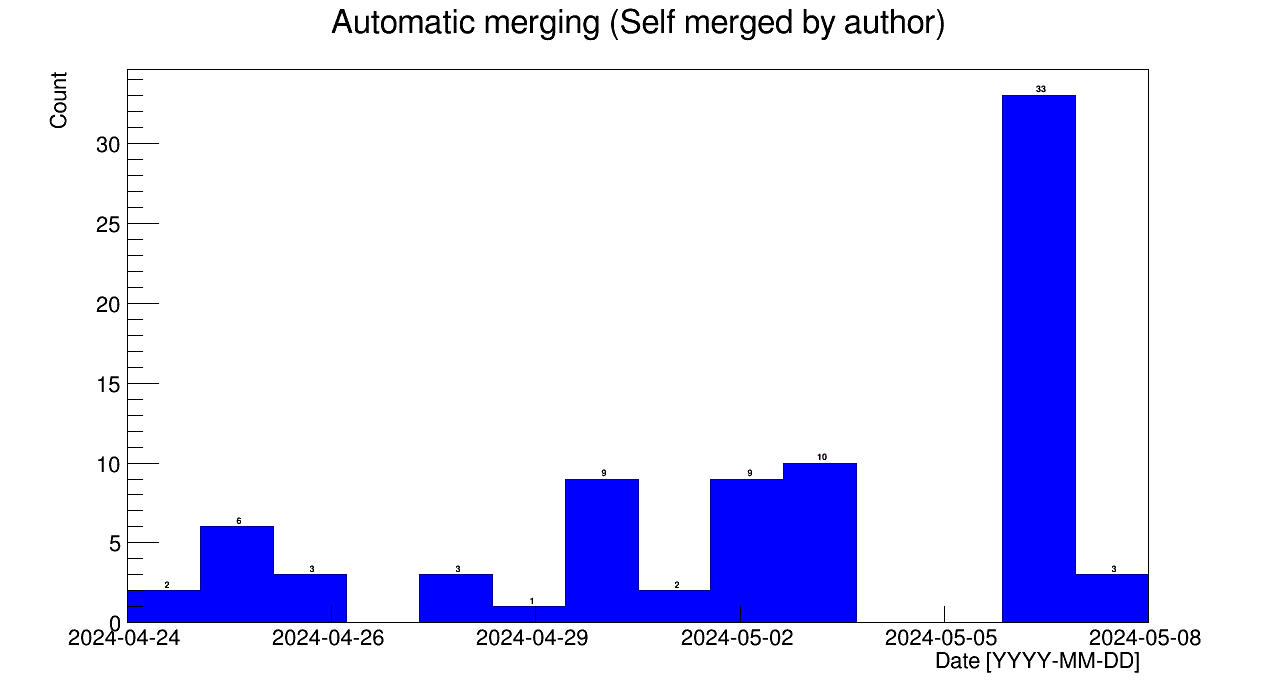 Automatic merging (Self merged by author)
Count
30
25
20
15
10
5
0
2 6 3 3 1 9 2 9 10 33 3
2024-04-24 2024-04-26 2024-04-29 2024-05-02 2024-05-05 2024-05-08
Date [YYYY-MM-DD]